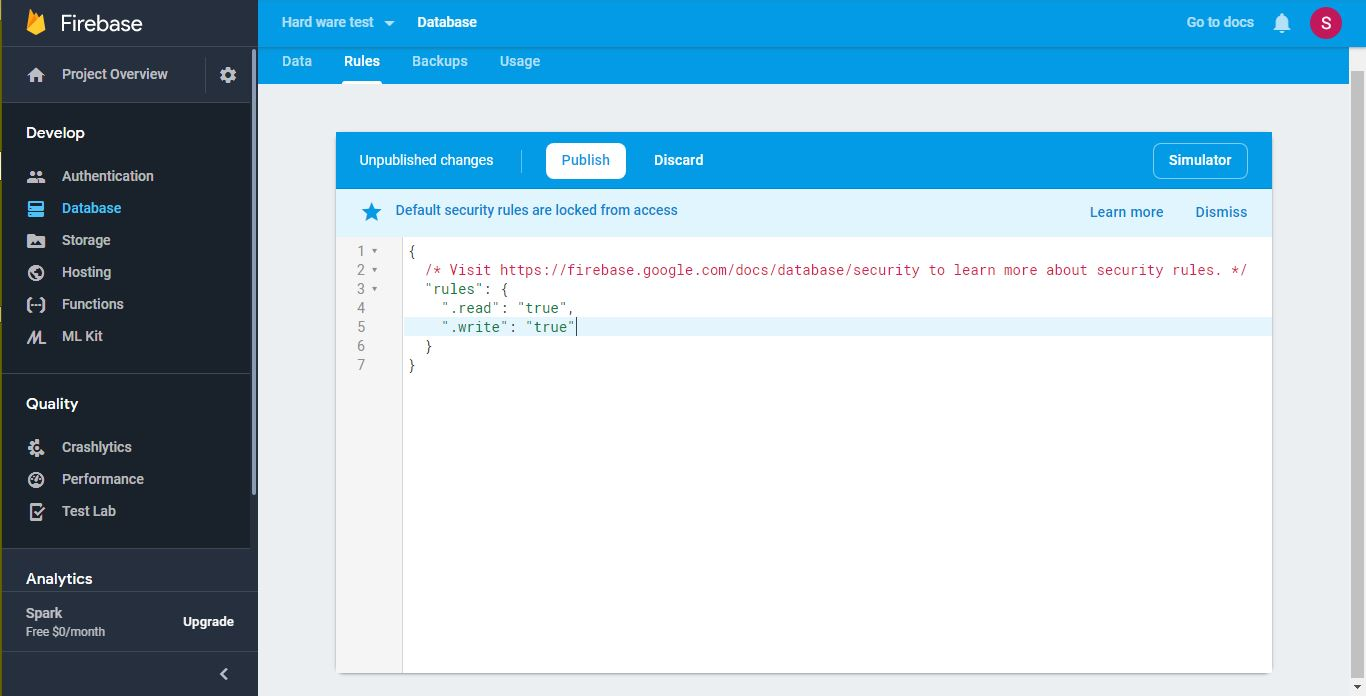 Firebase
Hard ware test
Database
Go to docs
S
Project Overview
Data
Rules
Backups
Usage
Develop
Authentication
Database
Storage
Hosting
Functions
ML Kit
Quality
Crashlytics
Performance
Test Lab
Analytics
Spark
Free $0/month
Upgrade
Unpublished changes
Publish
Discard
Simulator
Default security rules are locked from access
Learn more
Dismiss
1 {
2 /* Visit https://firebase.google.com/docs/database/security to learn more about security rules. */
3 "rules": {
4 ".read": "true",
5 ".write": "true"
6 }
7 }